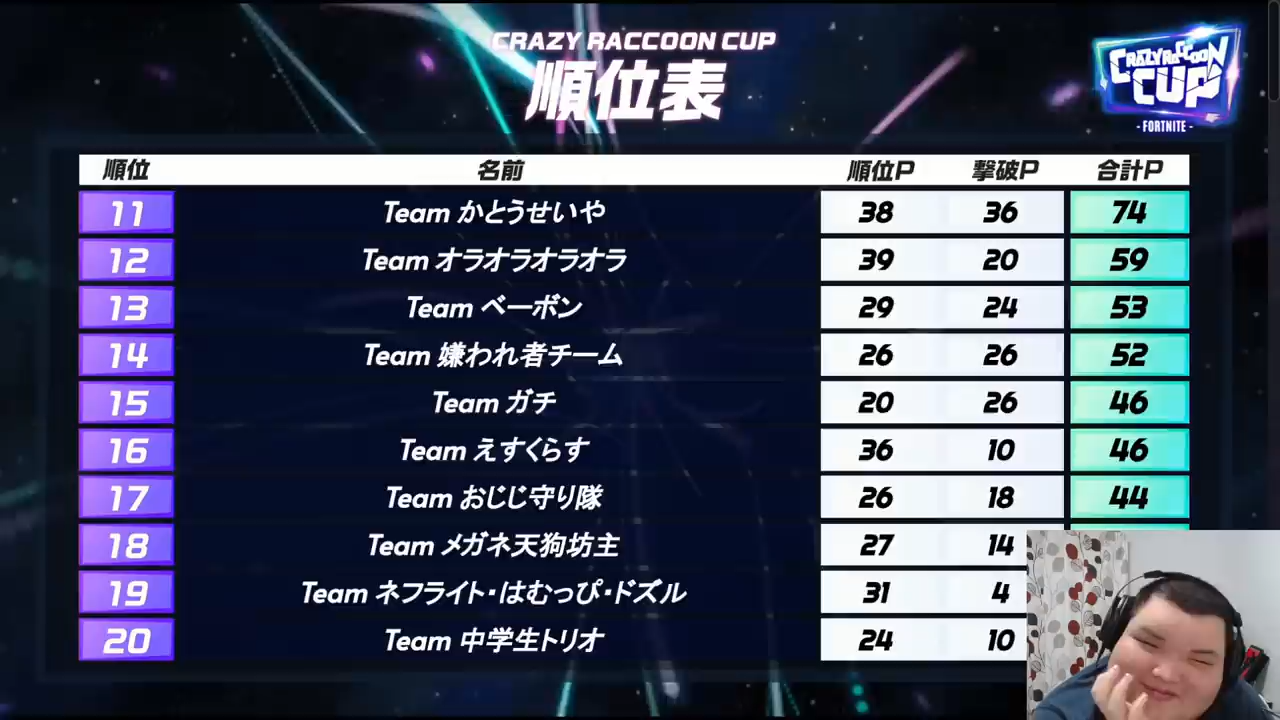 CRAZY RACCOON CUP
順位表
CRAZY RACCOON
CUP
- FORTNITE -
順位 名前 順位P 撃破P 合計P
11 Team かとうせいや 38 36 74
12 Team オラオラオラオラ 39 20 59
13 Team ベーボン 29 24 53
14 Team 嫌われ者チーム 26 26 52
15 Team ガチ 20 26 46
16 Team えすくらす 36 10 46
17 Team おじじ守り隊 26 18 44
18 Team メガネ天狗坊主 27 14
19 Team ネフライト・はむっぴ・ドズル 31 4
20 Team 中学生トリオ 24 10